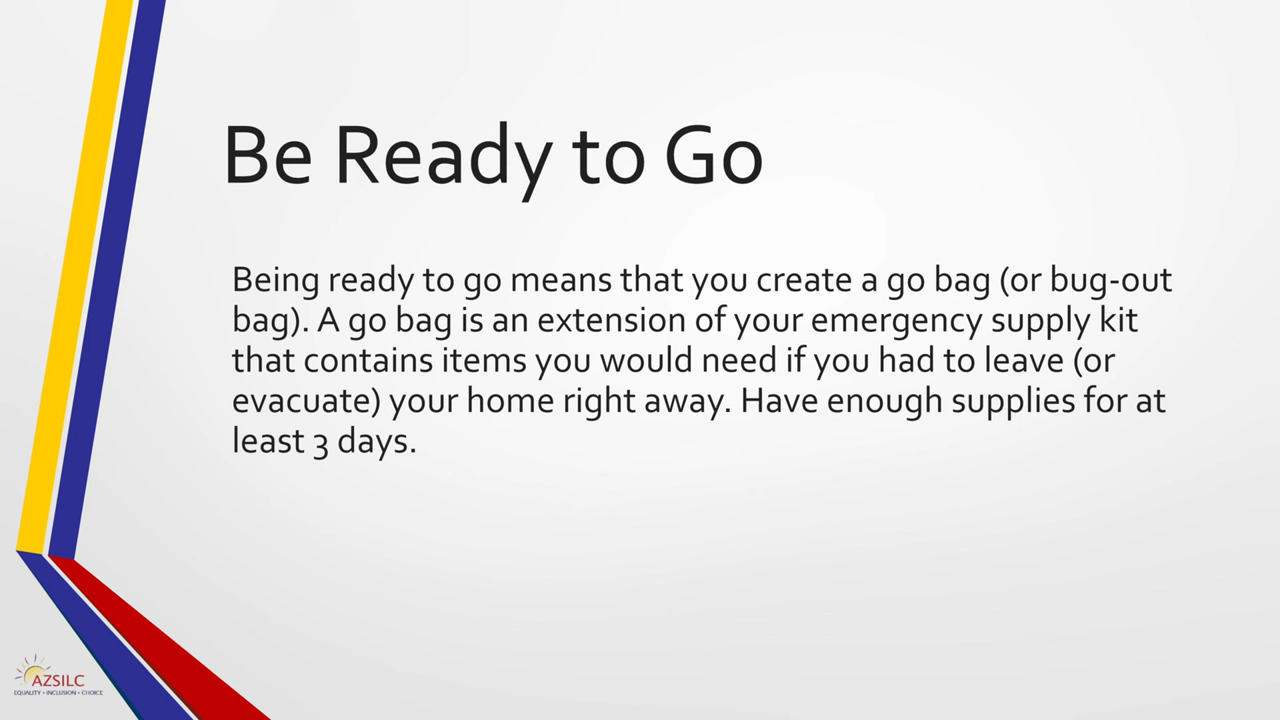 Be Ready to Go
Being ready to go means that you create a go bag (or bug-out
bag). A go bag is an extension of your emergency supply kit
that contains items you would need if you had to leave (or
evacuate) your home right away. Have enough supplies for at
least 3 days.
AZSILC
EQUALITY • INCLUSION • CHOICE